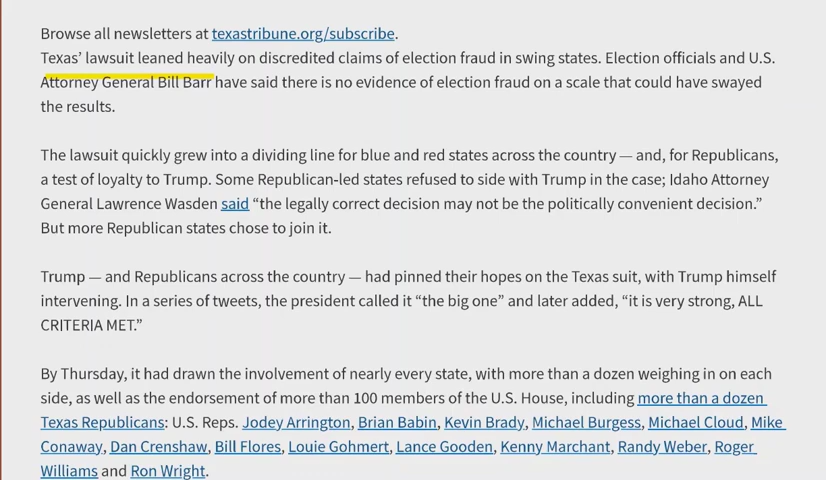 Browse all newsletters at texastribune.org/subscribe.
Texas’ lawsuit leaned heavily on discredited claims of election fraud in swing states. Election officials and U.S.
Attorney General Bill Barr have said there is no evidence of election fraud on a scale that could have swayed
the results.
The lawsuit quickly grew into a dividing line for blue and red states across the country — and, for Republicans,
a test of loyalty to Trump. Some Republican-led states refused to side with Trump in the case; Idaho Attorney
General Lawrence Wasden said “the legally correct decision may not be the politically convenient decision.”
But more Republican states chose to join it.
Trump — and Republicans across the country — had pinned their hopes on the Texas suit, with Trump himself
intervening. In a series of tweets, the president called it “the big one” and later added, “it is very strong, ALL
CRITERIA MET.”
By Thursday, it had drawn the involvement of nearly every state, with more than a dozen weighing in on each
side, as well as the endorsement of more than 100 members of the U.S. House, including more than a dozen
Texas Republicans: U.S. Reps. Jodey Arrington, Brian Babin, Kevin Brady, Michael Burgess, Michael Cloud, Mike
Conaway, Dan Crenshaw, Bill Flores, Louie Gohmert, Lance Gooden, Kenny Marchant, Randy Weber, Roger
Williams and Ron Wright.